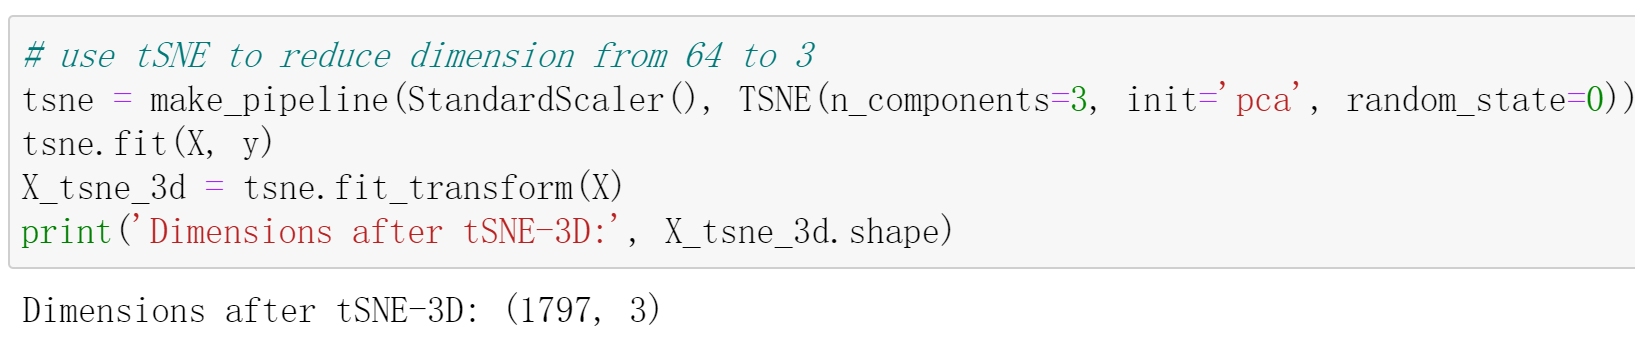 # use tSNE to reduce dimension from 64 to 3
tsne = make_pipeline(StandardScaler(), TSNE(n_components=3, init='pca', random_state=0))
tsne.fit(X, y)
X_tsne_3d = tsne.fit_transform(X)
print('Dimensions after tSNE-3D:', X_tsne_3d.shape)
Dimensions after tSNE-3D: (1797, 3)